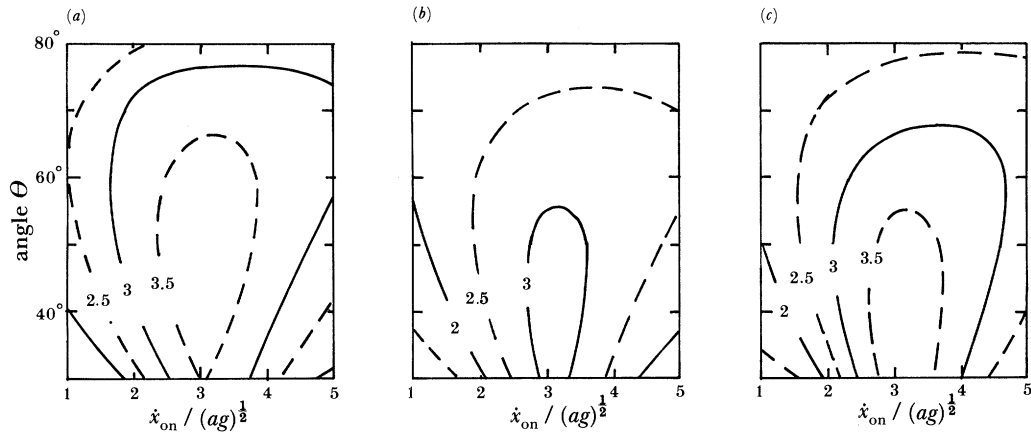 (a)
(b)
(c)
80°
60°
40°
angle Θ
2.5 3 3.5
2 2.5 3
2 2.5 3 3.5
1 2 3 4 5
1 2 3 4 5
1 2 3 4 5
ẋon / (ag)½
ẋon / (ag)½
ẋon / (ag)½